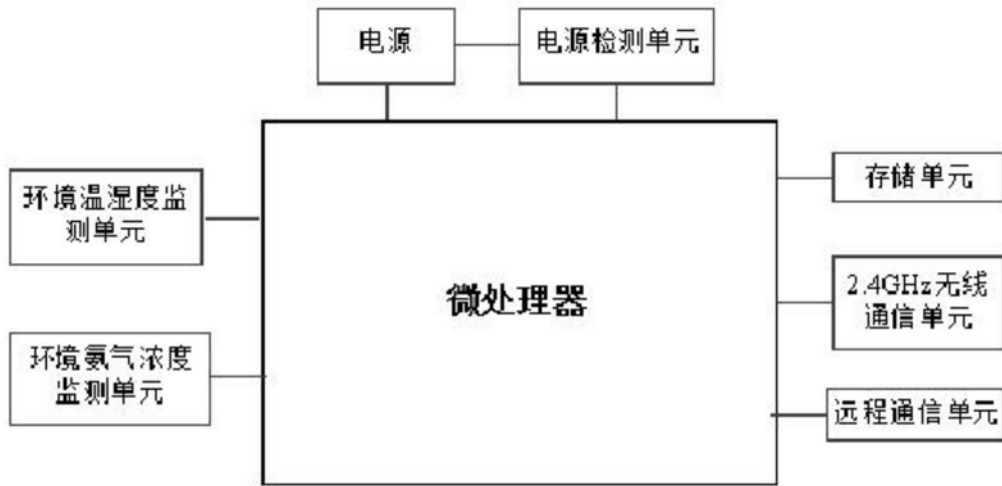 电源
电源检测单元
环境温湿度监
测单元
存储单元
微处理器
2.4GHz无线
通信单元
环境氨气浓度
监测单元
远程通信单元